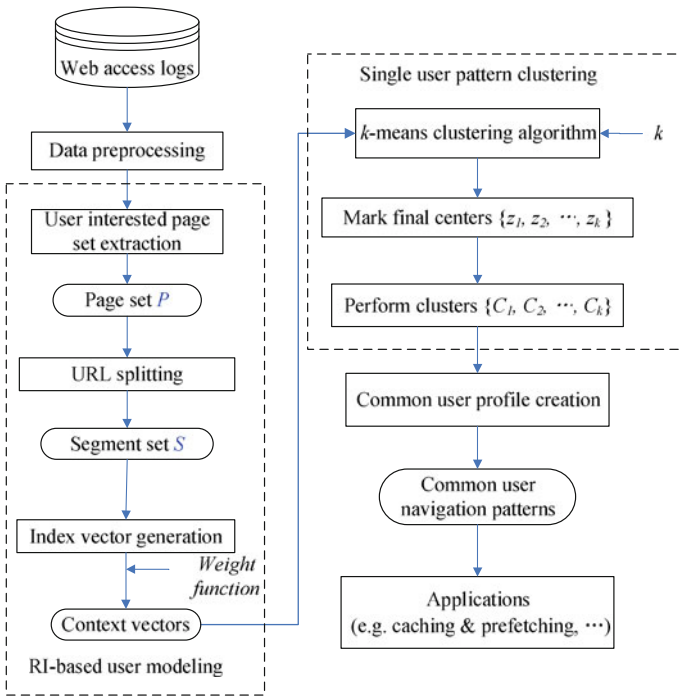 Web access logs
Data preprocessing
User interested page
set extraction
Page set P
URL splitting
Segment set S
Index vector generation
Weight
function
Context vectors
RI-based user modeling
Single user pattern clustering
k-means clustering algorithm
k
Mark final centers {z1, z2, ···, zk }
Perform clusters {C1, C2, ···, Ck}
Common user profile creation
Common user
navigation patterns
Applications
(e.g. caching & prefetching, ···)